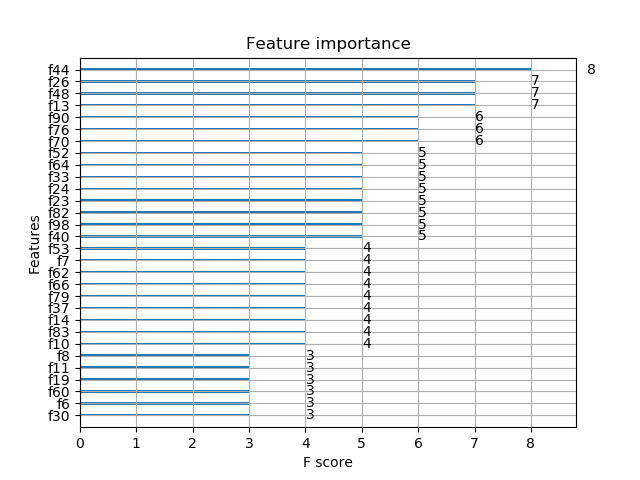 Feature importance
f44 8
f26 7
f48 7
f13 7
f90 6
f76 6
f70 6
f52 5
f64 5
f33 5
f24 5
f23 5
f82 5
f98 5
f40 5
f53 4
f7 4
f62 4
f66 4
f79 4
f37 4
f14 4
f83 4
f10 4
f8 3
f11 3
f19 3
f60 3
f6 3
f30 3
Features
0 1 2 3 4 5 6 7 8
F score